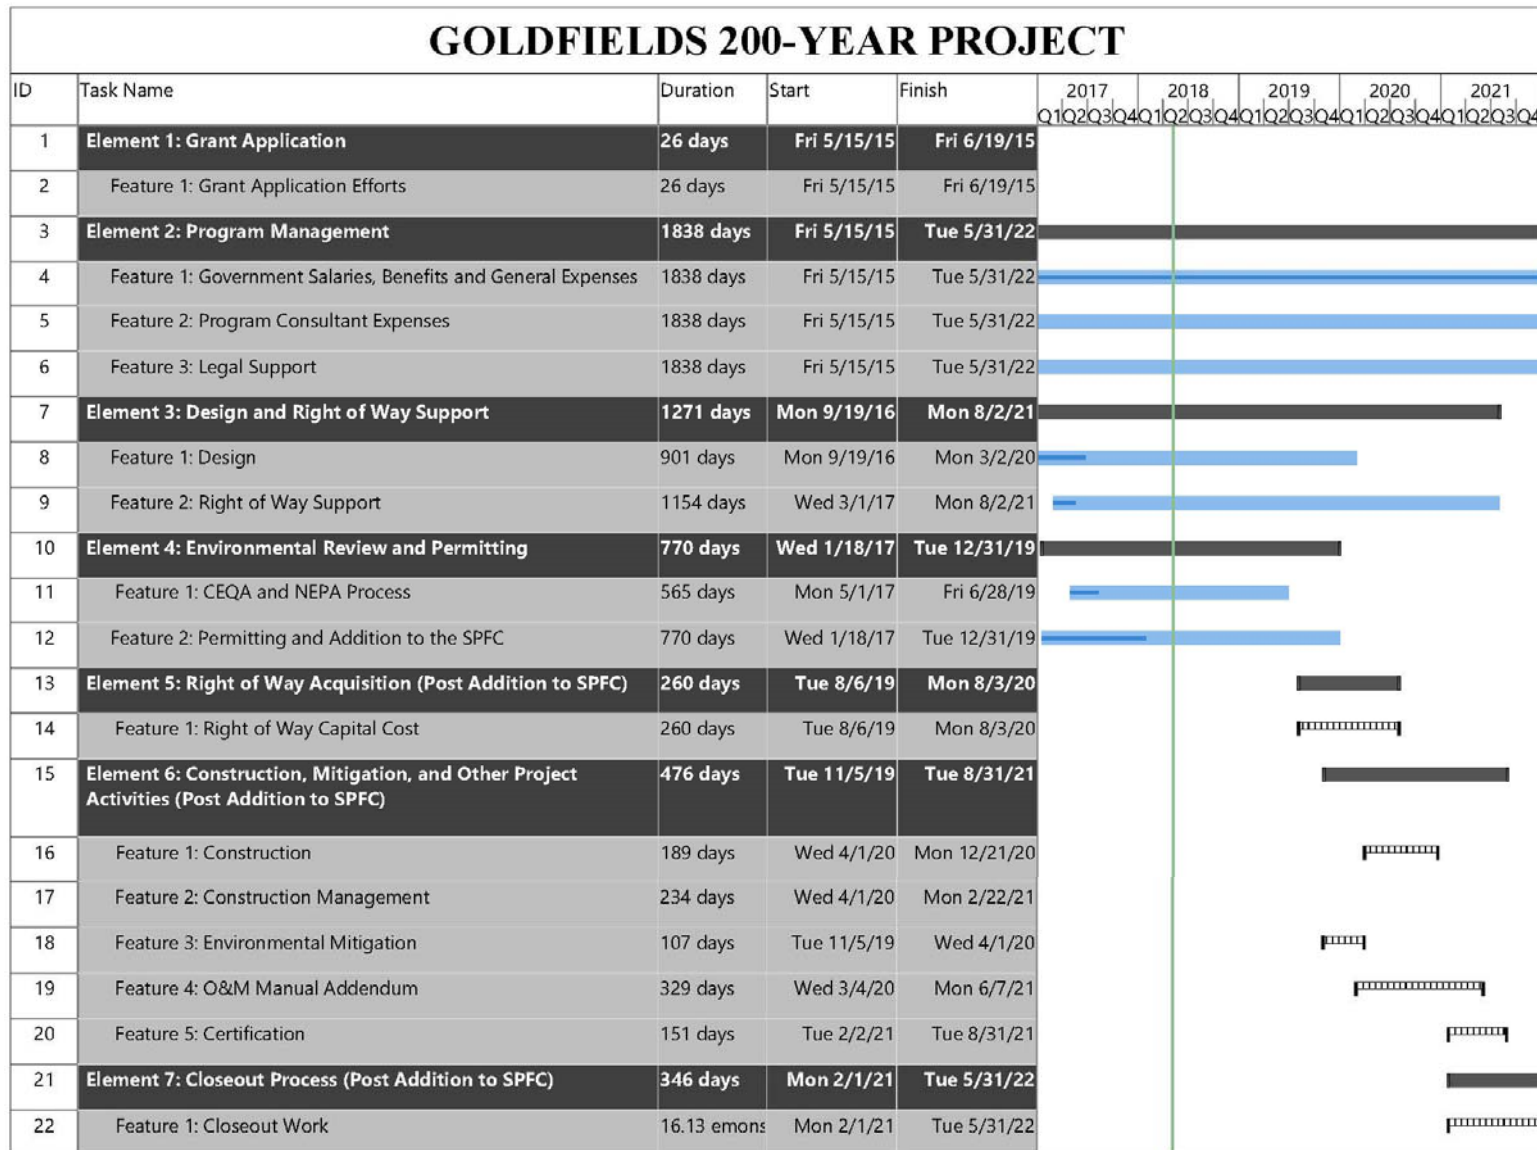 GOLDFIELDS 200-YEAR PROJECT
ID Task Name Duration Start Finish 2017 2018 2019 2020 2021
Q1Q2Q3Q4Q1Q2Q3Q4Q1Q2Q3Q4Q1Q2Q3Q4Q1Q2Q3Q4
1 Element 1: Grant Application 26 days Fri 5/15/15 Fri 6/19/15
2 Feature 1: Grant Application Efforts 26 days Fri 5/15/15 Fri 6/19/15
3 Element 2: Program Management 1838 days Fri 5/15/15 Tue 5/31/22
4 Feature 1: Government Salaries, Benefits and General Expenses 1838 days Fri 5/15/15 Tue 5/31/22
5 Feature 2: Program Consultant Expenses 1838 days Fri 5/15/15 Tue 5/31/22
6 Feature 3: Legal Support 1838 days Fri 5/15/15 Tue 5/31/22
7 Element 3: Design and Right of Way Support 1271 days Mon 9/19/16 Mon 8/2/21
8 Feature 1: Design 901 days Mon 9/19/16 Mon 3/2/20
9 Feature 2: Right of Way Support 1154 days Wed 3/1/17 Mon 8/2/21
10 Element 4: Environmental Review and Permitting 770 days Wed 1/18/17 Tue 12/31/19
11 Feature 1: CEQA and NEPA Process 565 days Mon 5/1/17 Fri 6/28/19
12 Feature 2: Permitting and Addition to the SPFC 770 days Wed 1/18/17 Tue 12/31/19
13 Element 5: Right of Way Acquisition (Post Addition to SPFC) 260 days Tue 8/6/19 Mon 8/3/20
14 Feature 1: Right of Way Capital Cost 260 days Tue 8/6/19 Mon 8/3/20
15 Element 6: Construction, Mitigation, and Other Project 476 days Tue 11/5/19 Tue 8/31/21
Activities (Post Addition to SPFC)
16 Feature 1: Construction 189 days Wed 4/1/20 Mon 12/21/20
17 Feature 2: Construction Management 234 days Wed 4/1/20 Mon 2/22/21
18 Feature 3: Environmental Mitigation 107 days Tue 11/5/19 Wed 4/1/20
19 Feature 4: O&M Manual Addendum 329 days Wed 3/4/20 Mon 6/7/21
20 Feature 5: Certification 151 days Tue 2/2/21 Tue 8/31/21
21 Element 7: Closeout Process (Post Addition to SPFC) 346 days Mon 2/1/21 Tue 5/31/22
22 Feature 1: Closeout Work 16.13 emons Mon 2/1/21 Tue 5/31/22